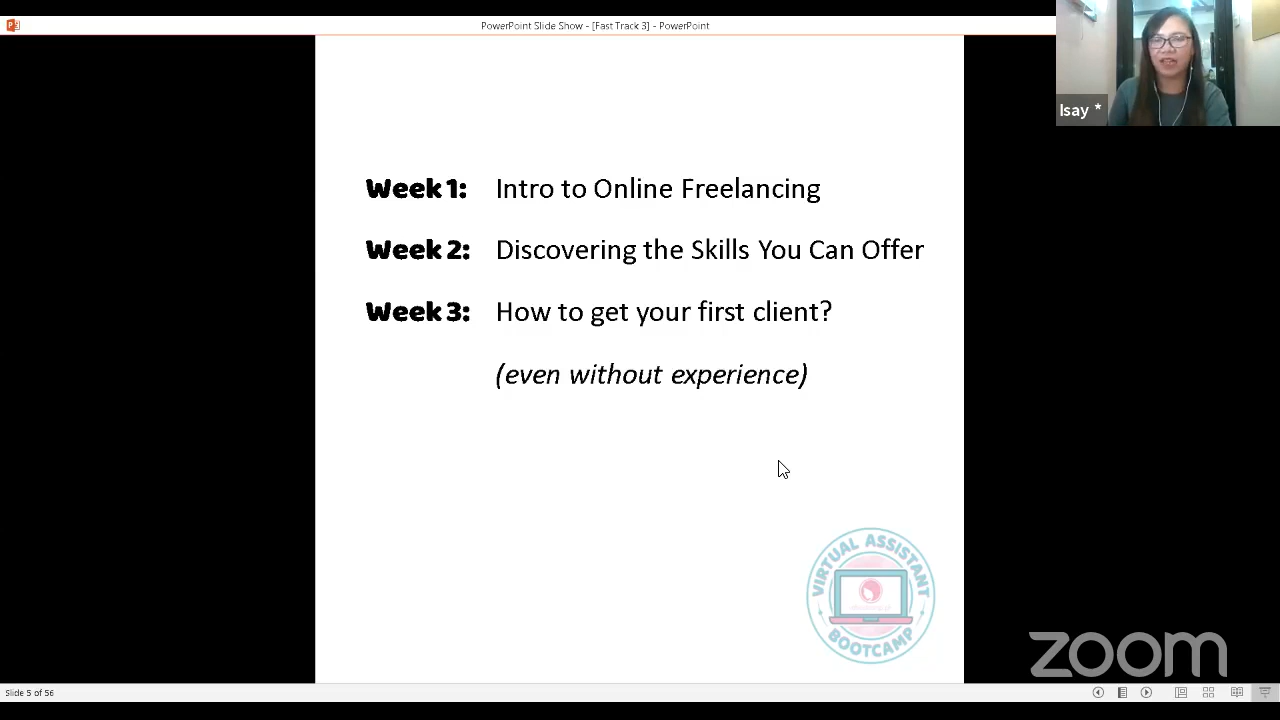 PowerPoint Slide Show - [Fast Track 3] - PowerPoint
Isay *
Week 1: Intro to Online Freelancing
Week 2: Discovering the Skills You Can Offer
Week 3: How to get your first client?
(even without experience)
VIRTUAL ASSISTANT
BOOTCAMP
zoom
Slide 5 of 56